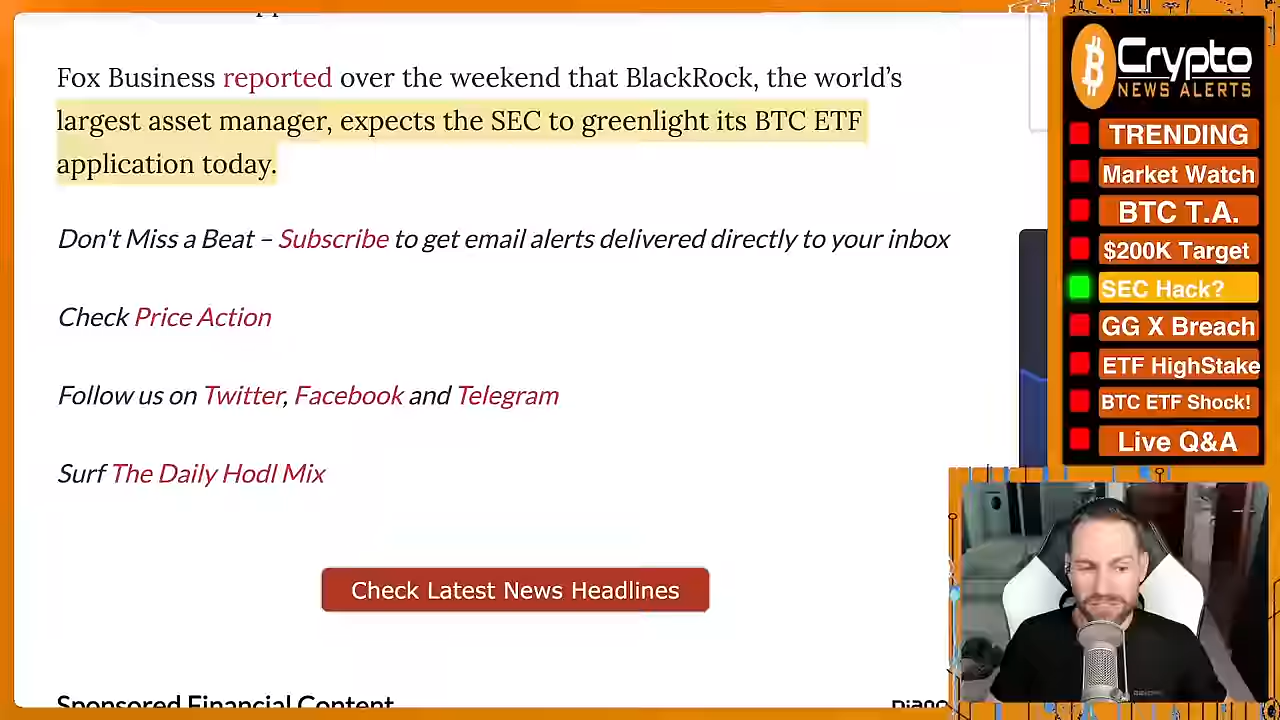 Fox Business reported over the weekend that BlackRock, the world’s
largest asset manager, expects the SEC to greenlight its BTC ETF
application today.
Don't Miss a Beat – Subscribe to get email alerts delivered directly to your inbox
Check Price Action
Follow us on Twitter, Facebook and Telegram
Surf The Daily Hodl Mix
Check Latest News Headlines
Sponsored Financial Content
Crypto
NEWS ALERTS
TRENDING
Market Watch
BTC T.A.
$200K Target
SEC Hack?
GG X Breach
ETF HighStake
BTC ETF Shock!
Live Q&A